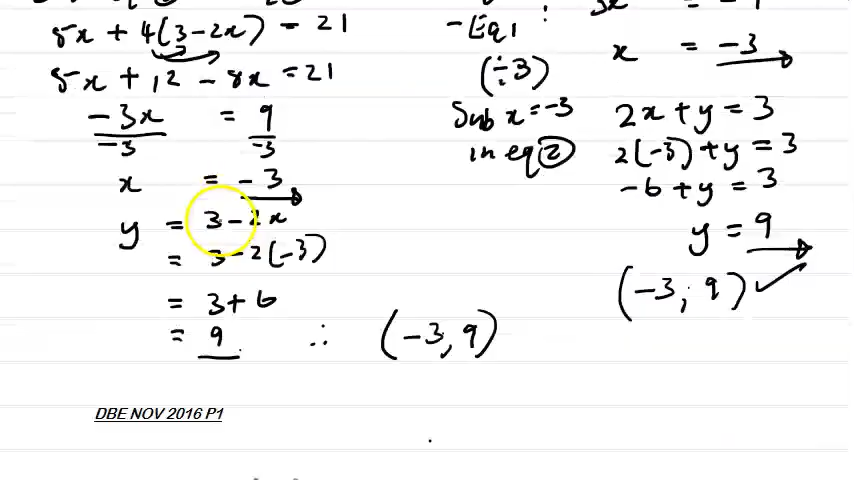 5x + 4(3 - 2x) = 21
5x + 12 - 8x = 21
-3x = 9
-3 -3
x = -3
y = 3 - 2x
= 3 - 2(-3)
= 3 + 6
= 9 ∴ (-3, 9)
- Eq 1
(÷3)
x = -3
Sub x = -3
in eq ②
2x + y = 3
2(-3) + y = 3
-6 + y = 3
y = 9
(-3; 9) ✓
DBE NOV 2016 P1